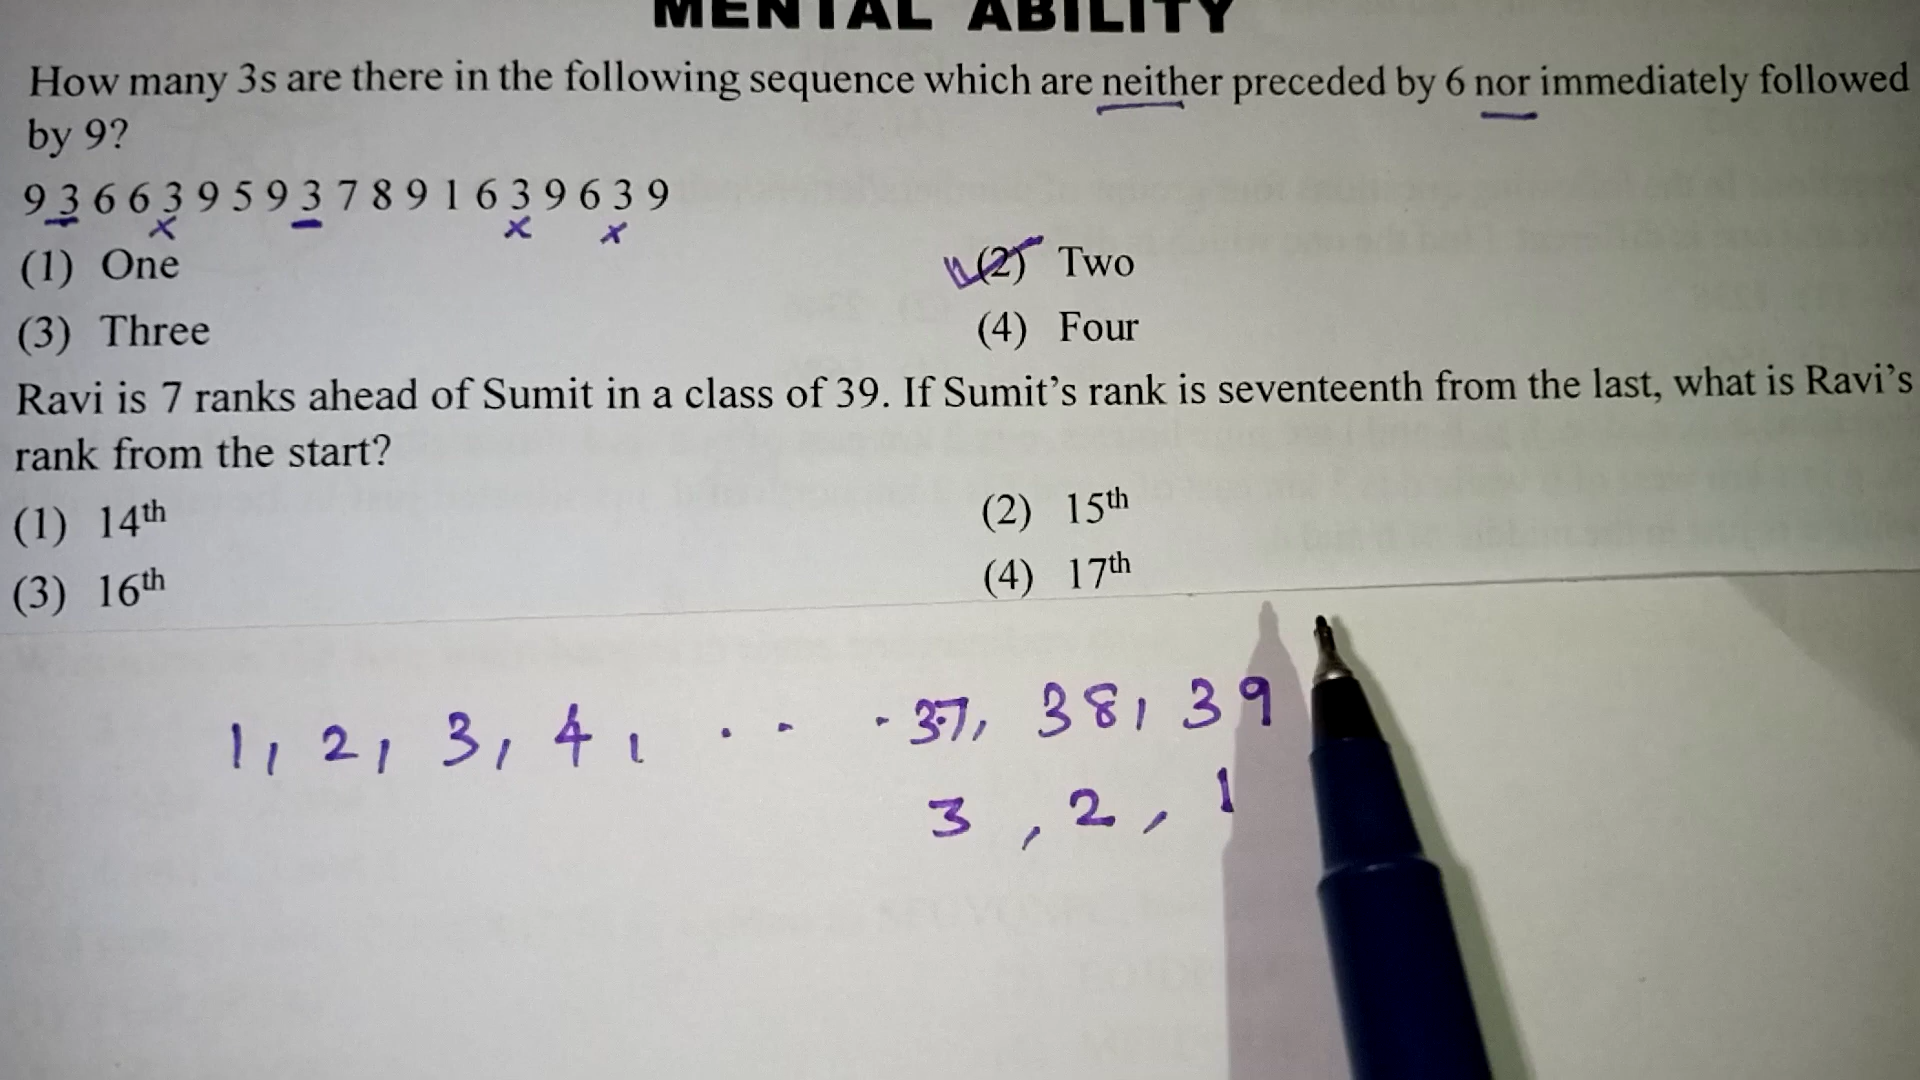 MENTAL ABILITY
How many 3s are there in the following sequence which are neither preceded by 6 nor immediately followed
by 9?
9 3 6 6 3 9 5 9 3 7 8 9 1 6 3 9 6 3 9
x x x
(1) One (2) Two
(3) Three (4) Four
Ravi is 7 ranks ahead of Sumit in a class of 39. If Sumit’s rank is seventeenth from the last, what is Ravi’s
rank from the start?
(1) 14th (2) 15th
(3) 16th (4) 17th
1, 2, 3, 4, . . . 37, 38, 39
3, 2, 1